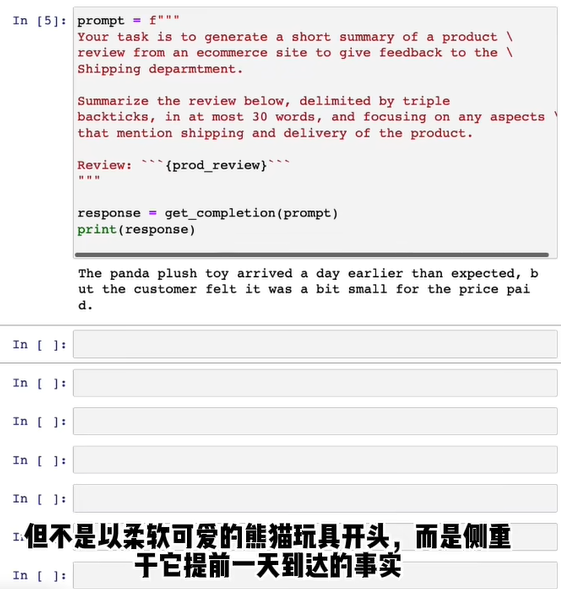 In [5]: prompt = f"""
Your task is to generate a short summary of a product \
review from an ecommerce site to give feedback to the \
Shipping deparmtment.
Summarize the review below, delimited by triple
backticks, in at most 30 words, and focusing on any aspects \
that mention shipping and delivery of the product.
Review: ```{prod_review}```
"""
response = get_completion(prompt)
print(response)
The panda plush toy arrived a day earlier than expected, b
ut the customer felt it was a bit small for the price pai
d.
In [ ]:
In [ ]:
In [ ]:
In [ ]:
In [ ]:
但不是以柔软可爱的熊猫玩具开头，而是侧重
于它提前一天到达的事实
In [ ]: